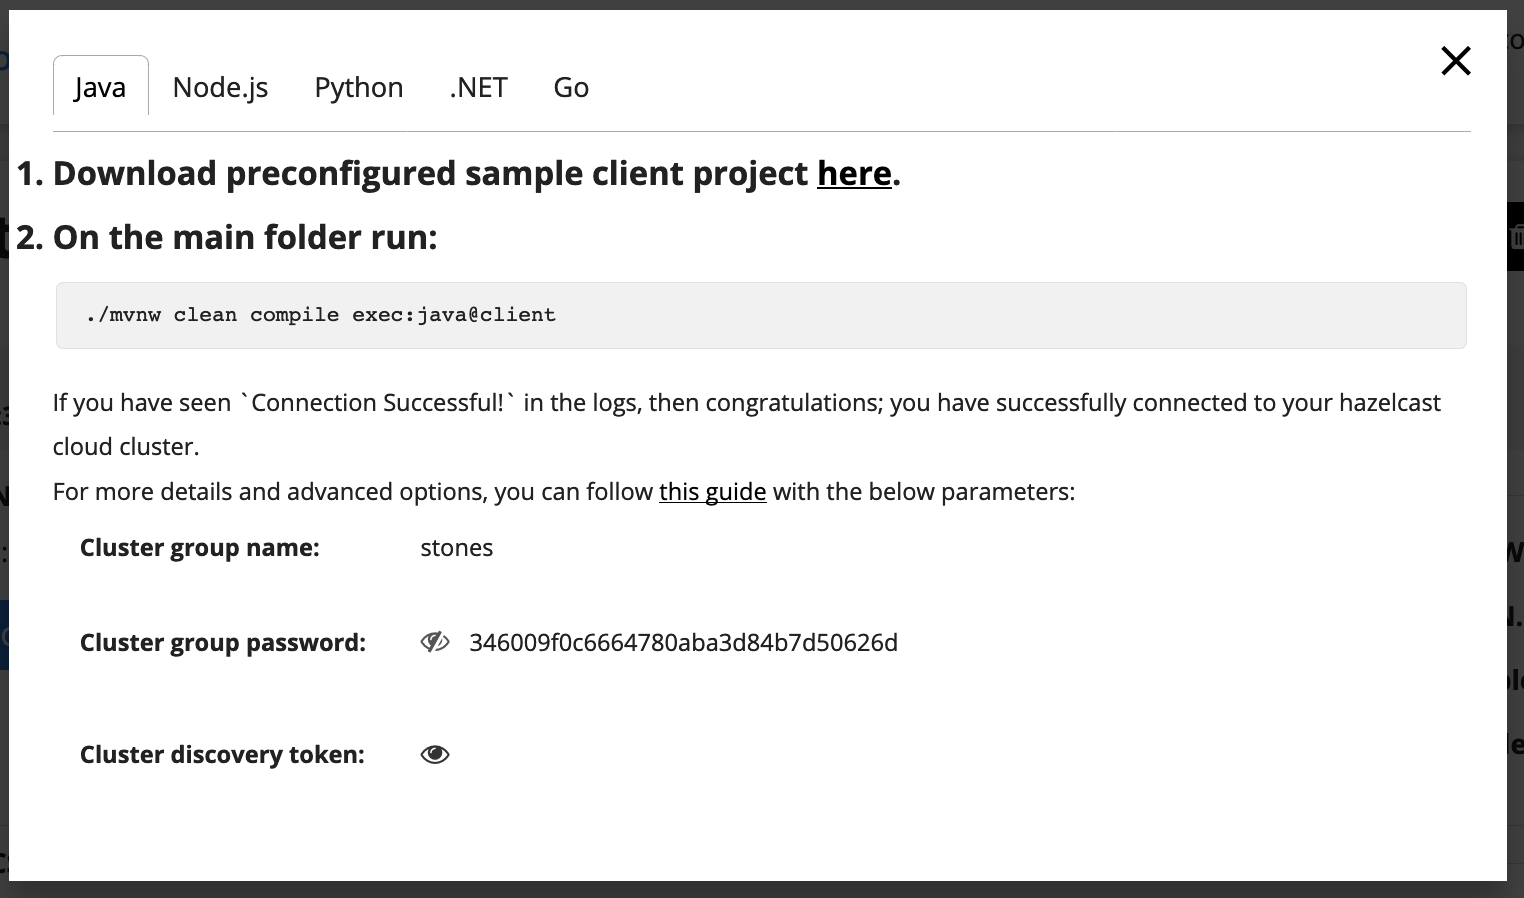 Java Node.js Python .NET Go
1. Download preconfigured sample client project here.
2. On the main folder run:
./mvnw clean compile exec:java@client
If you have seen `Connection Successful!` in the logs, then congratulations; you have successfully connected to your hazelcast
cloud cluster.
For more details and advanced options, you can follow this guide with the below parameters:
Cluster group name: stones
Cluster group password: 346009f0c6664780aba3d84b7d50626d
Cluster discovery token: